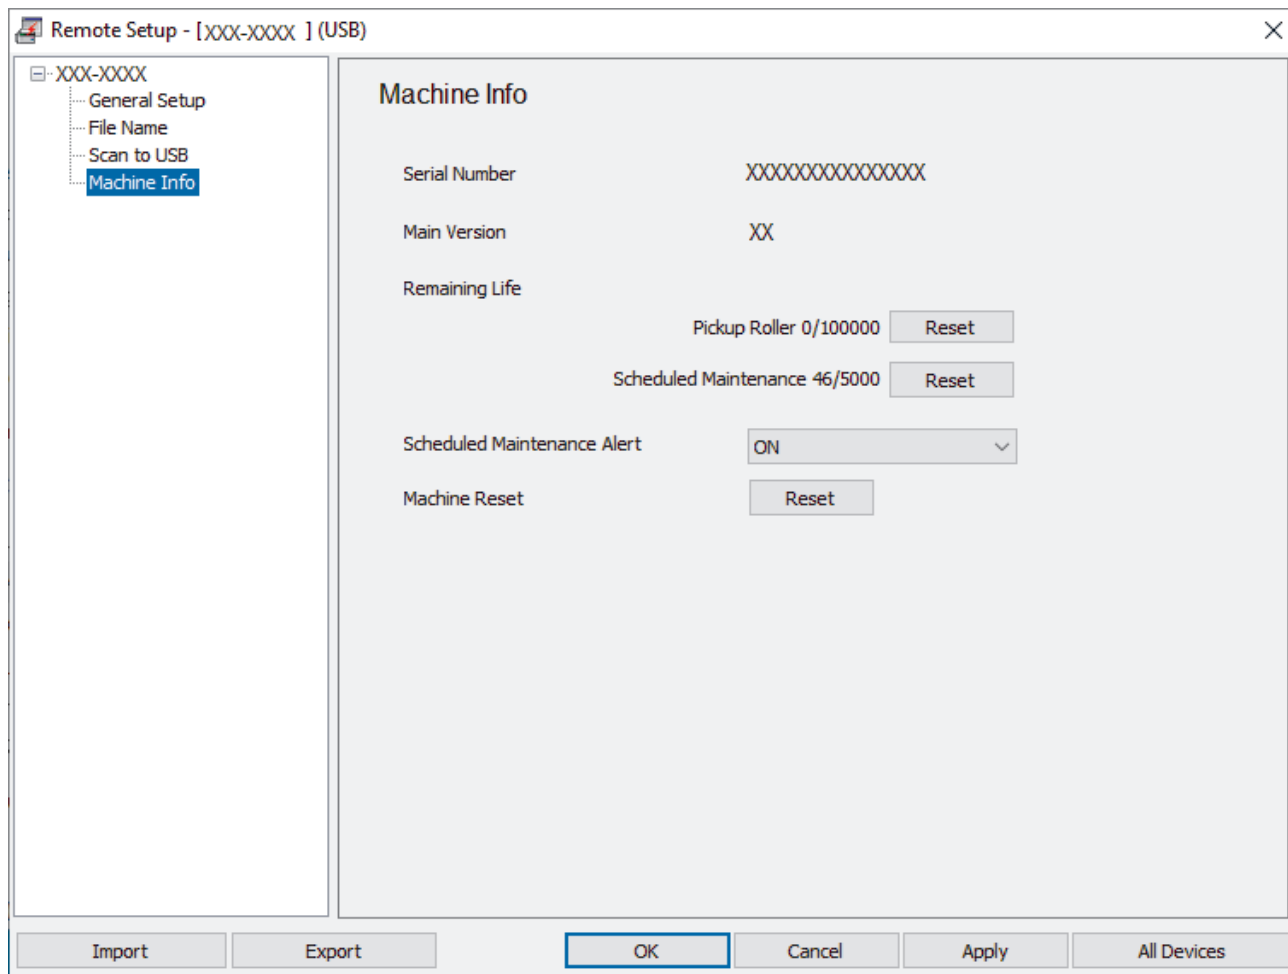 Remote Setup - [ XXX-XXXX ] (USB)
XXX-XXXX
General Setup
File Name
Scan to USB
Machine Info
Machine Info
Serial Number XXXXXXXXXXXXXXX
Main Version XX
Remaining Life
Pickup Roller 0/100000 Reset
Scheduled Maintenance 46/5000 Reset
Scheduled Maintenance Alert ON
Machine Reset Reset
Import Export OK Cancel Apply All Devices